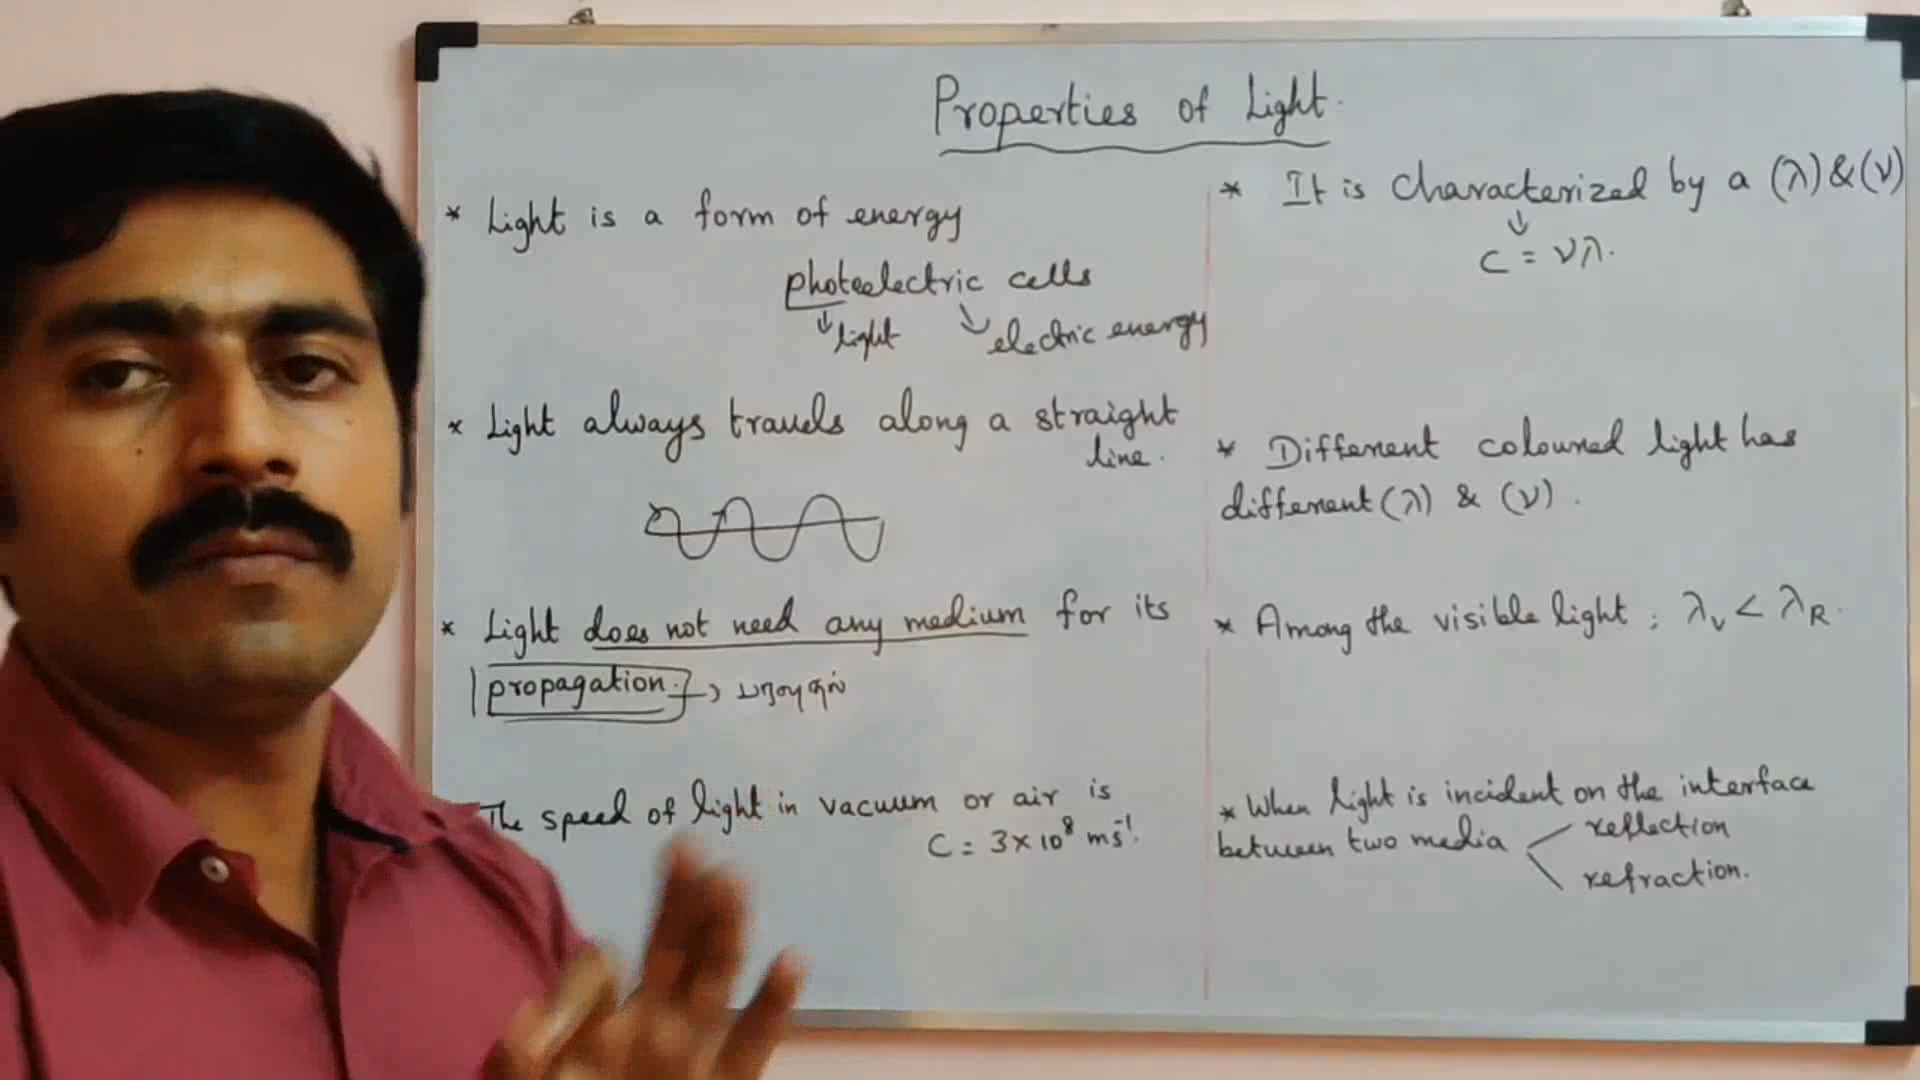 Properties of Light.
* Light is a form of energy
photoelectric cells
light
electric energy
* Light always travels along a straight
line.
* Light does not need any medium for its
propagation.
The speed of light in vacuum or air is
C = 3×10⁸ ms⁻¹.
* It is characterized by a (λ) & (ν)
C = νλ.
* Different coloured light has
different (λ) & (ν).
* Among the visible light ; λᵥ < λR.
* When light is incident on the interface
between two media
reflection
refraction.